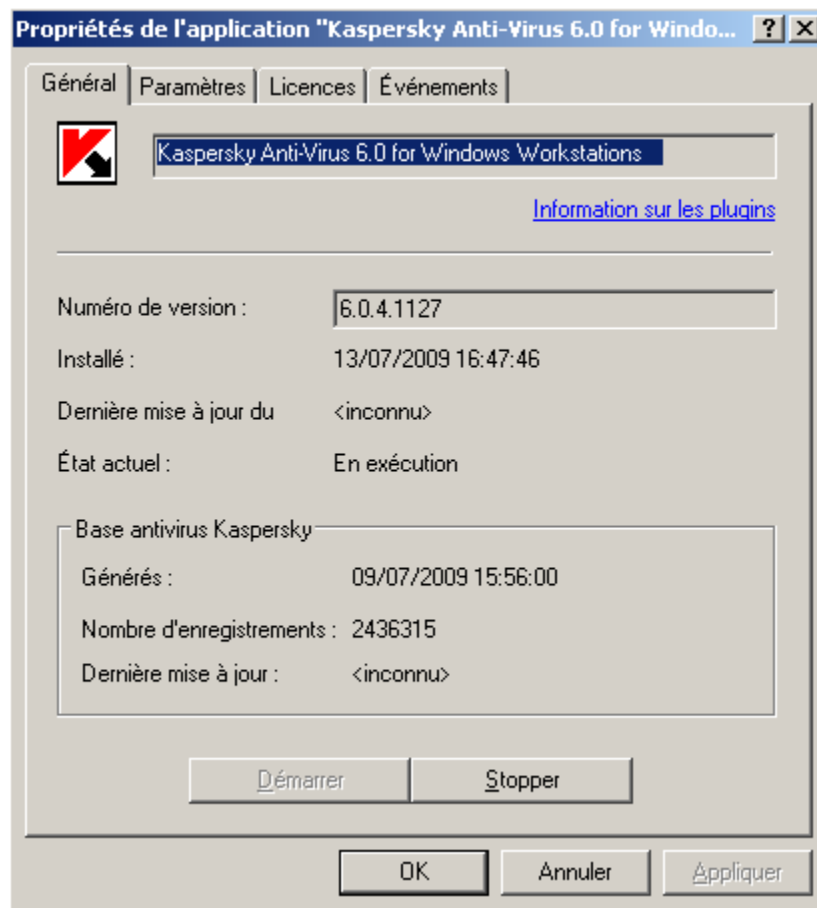 Propriétés de l'application "Kaspersky Anti-Virus 6.0 for Windo... ? ×
Général Paramètres Licences Événements
Kaspersky Anti-Virus 6.0 for Windows Workstations
Information sur les plugins
Numéro de version : 6.0.4.1127
Installé : 13/07/2009 16:47:46
Dernière mise à jour du <inconnu>
État actuel : En exécution
Base antivirus Kaspersky
Générés : 09/07/2009 15:56:00
Nombre d'enregistrements : 2436315
Dernière mise à jour : <inconnu>
Démarrer Stopper
OK Annuler Appliquer